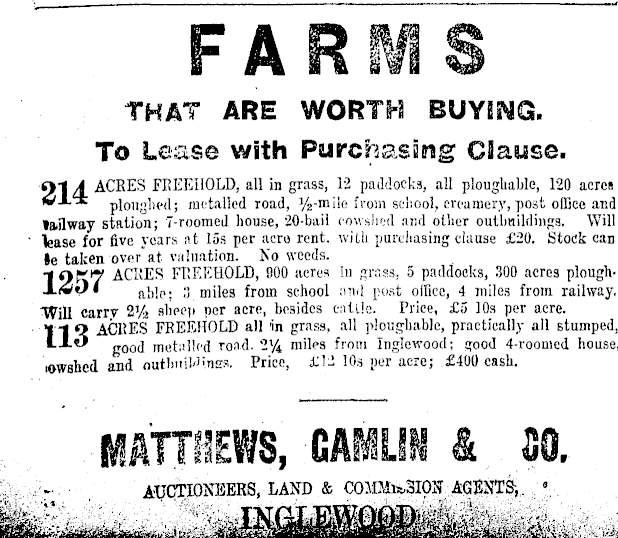 FARMS
THAT ARE WORTH BUYING.
To Lease with Purchasing Clause.
214 ACRES FREEHOLD, all in grass, 12 paddocks, all ploughable, 120 acres
ploughed; metalled road, ½-mile from school, creamery, post office and
railway station; 7-roomed house, 20-bail cowshed and other outbuildings. Will
lease for five years at 15s per acre rent. with purchasing clause £20. Stock can
be taken over at valuation. No weeds.
1257 ACRES FREEHOLD, 900 acres in grass, 5 paddocks, 300 acres plough-
able; 3 miles from school and post office, 4 miles from railway.
Will carry 2½ sheep per acre, besides cattle. Price, £5 10s per acre.
113 ACRES FREEHOLD all in grass, all ploughable, practically all stumped,
good metalled road. 2¼ miles from Inglewood; good 4-roomed house,
cowshed and outbuildings. Price, £12 10s per acre; £400 cash.
MATTHEWS, GAMLIN & CO.
AUCTIONEERS, LAND & COMMISSION AGENTS,
INGLEWOOD